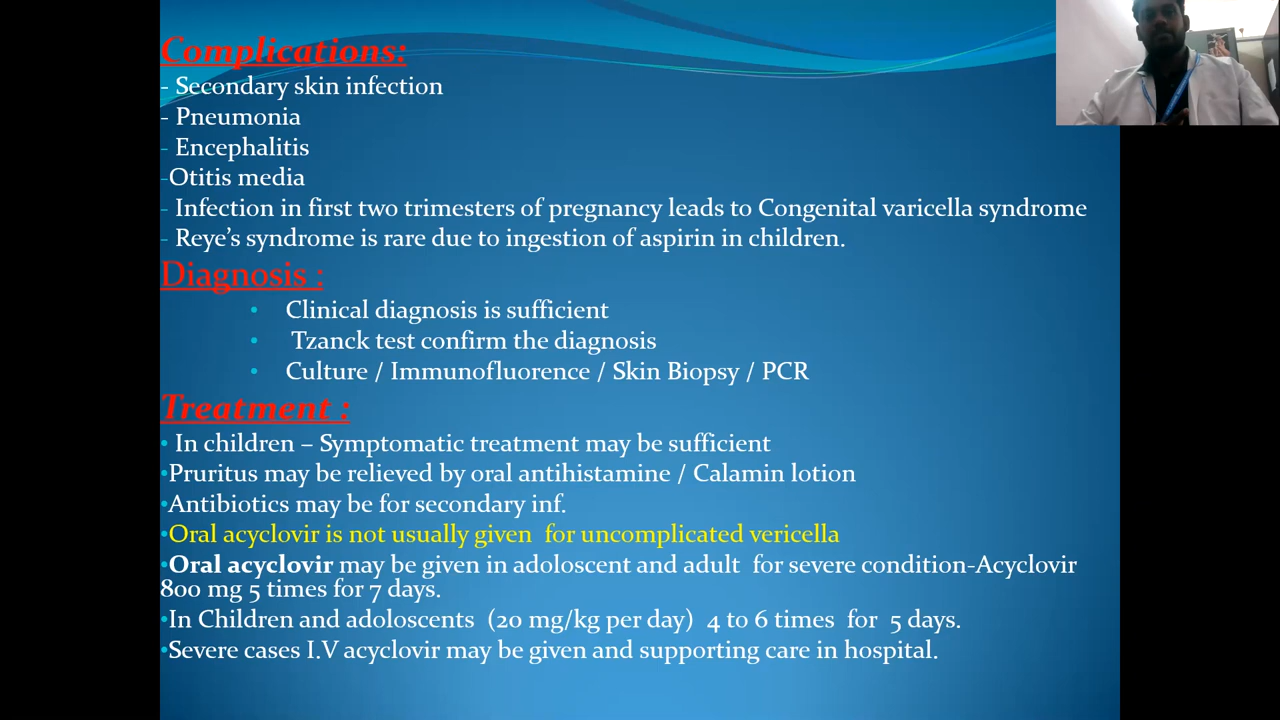 Complications:
- Secondary skin infection
- Pneumonia
- Encephalitis
-Otitis media
- Infection in first two trimesters of pregnancy leads to Congenital varicella syndrome
- Reye's syndrome is rare due to ingestion of aspirin in children.
Diagnosis :
• Clinical diagnosis is sufficient
• Tzanck test confirm the diagnosis
• Culture / Immunofluorence / Skin Biopsy / PCR
Treatment :
• In children – Symptomatic treatment may be sufficient
•Pruritus may be relieved by oral antihistamine / Calamin lotion
•Antibiotics may be for secondary inf.
•Oral acyclovir is not usually given for uncomplicated vericella
•Oral acyclovir may be given in adoloscent and adult for severe condition-Acyclovir
800 mg 5 times for 7 days.
•In Children and adoloscents (20 mg/kg per day) 4 to 6 times for 5 days.
•Severe cases I.V acyclovir may be given and supporting care in hospital.